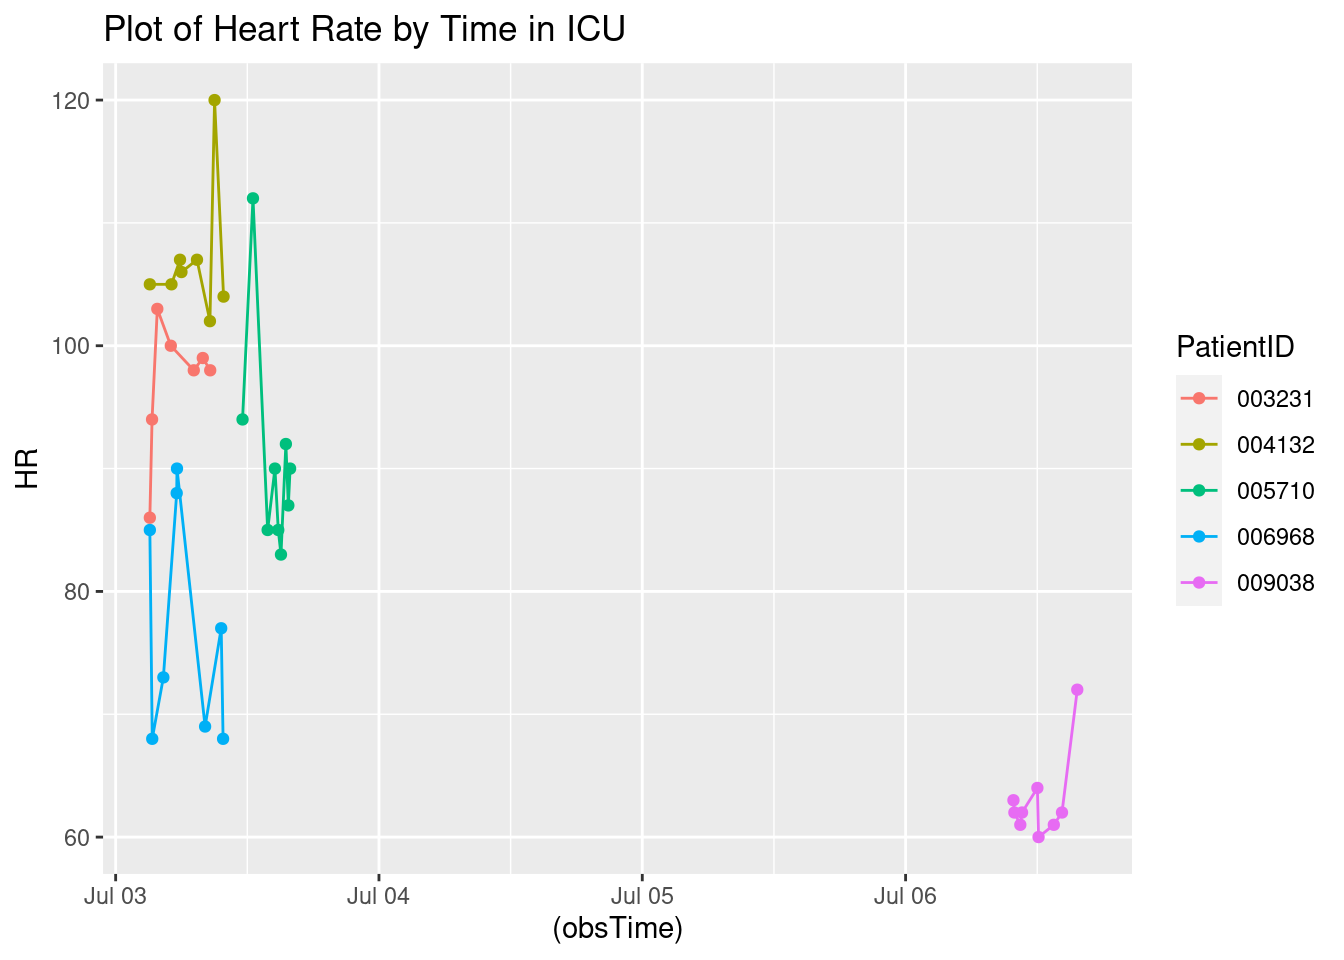 Plot of Heart Rate by Time in ICU
120
100
80
60
HR
Jul 03 Jul 04 Jul 05 Jul 06
(obsTime)
PatientID
003231
004132
005710
006968
009038